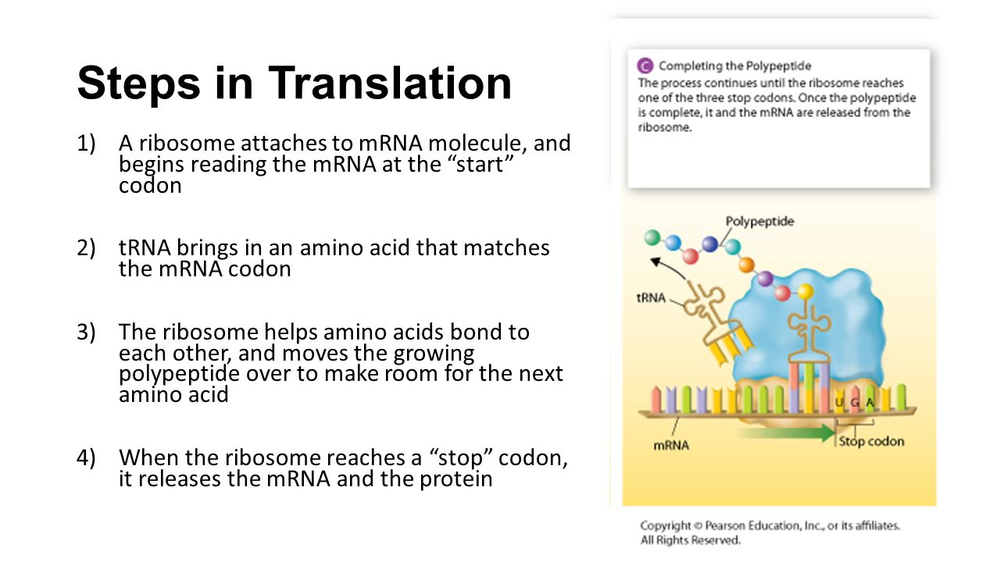 Steps in Translation
1) A ribosome attaches to mRNA molecule, and
begins reading the mRNA at the “start”
codon
2) tRNA brings in an amino acid that matches
the mRNA codon
3) The ribosome helps amino acids bond to
each other, and moves the growing
polypeptide over to make room for the next
amino acid
4) When the ribosome reaches a “stop” codon,
it releases the mRNA and the protein
C Completing the Polypeptide
The process continues until the ribosome reaches
one of the three stop codons. Once the polypeptide
is complete, it and the mRNA are released from the
ribosome.
Polypeptide
tRNA
U G A
mRNA
Stop codon
Copyright © Pearson Education, Inc., or its affiliates.
All Rights Reserved.